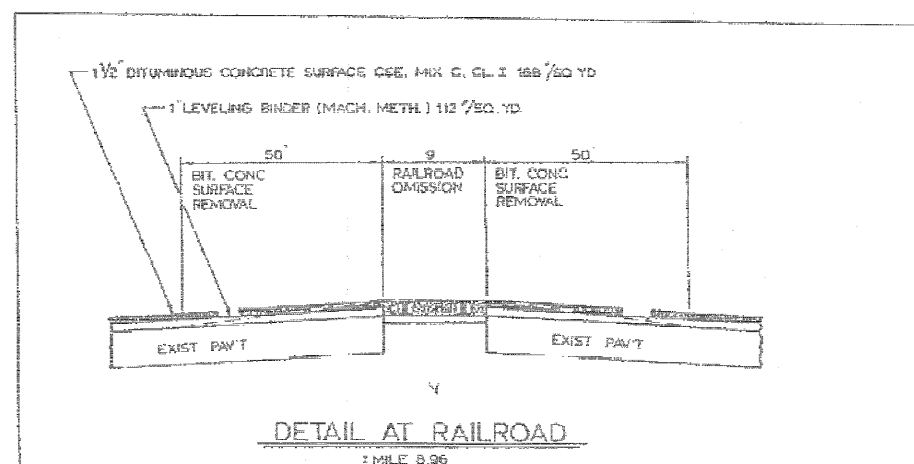 1½" BITUMINOUS CONCRETE SURFACE CSE, MIX C, CL. I 168 #/SQ YD
1" LEVELING BINDER (MACH. METH.) 112 #/SQ. YD.
50' 9 50'
BIT. CONC SURFACE REMOVAL
RAILROAD OMISSION
BIT. CONC SURFACE REMOVAL
EXIST PAV'T
EXIST PAV'T
DETAIL AT RAILROAD
MILE 8.96